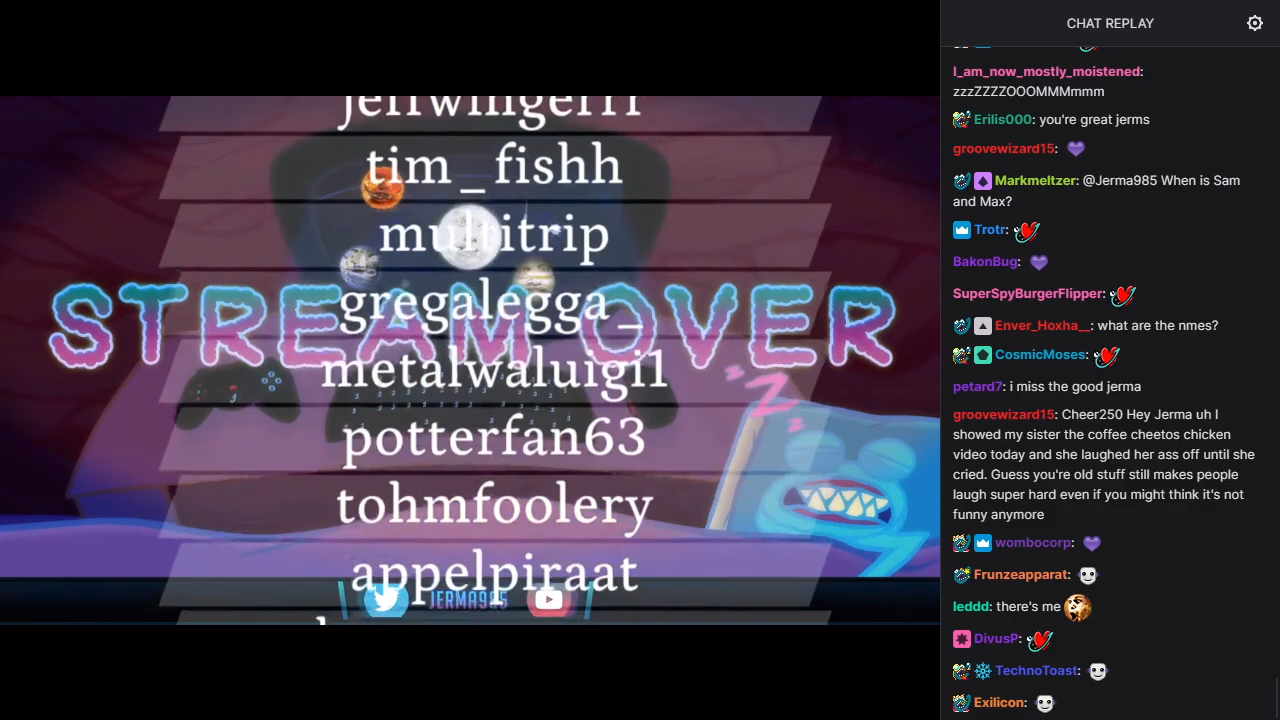 jeffwingerrr
tim_fishh
multitrip
gregalegga_
STREAM OVER
metalwaluigi1
potterfan63
tohmfoolery
appelpiraat
JERMA985
CHAT REPLAY
I_am_now_mostly_moistened:
zzzZZZZOOOMMMmmm
Erilis000: you're great jerms
groovewizard15:
Markmeltzer: @Jerma985 When is Sam
and Max?
Trotr:
BakonBug:
SuperSpyBurgerFlipper:
Enver_Hoxha__: what are the nmes?
CosmicMoses:
petard7: i miss the good jerma
groovewizard15: Cheer250 Hey Jerma uh I
showed my sister the coffee cheetos chicken
video today and she laughed her ass off until she
cried. Guess you're old stuff still makes people
laugh super hard even if you might think it's not
funny anymore
wombocorp:
Frunzeapparat:
leddd: there's me
DivusP:
TechnoToast:
Exilicon: